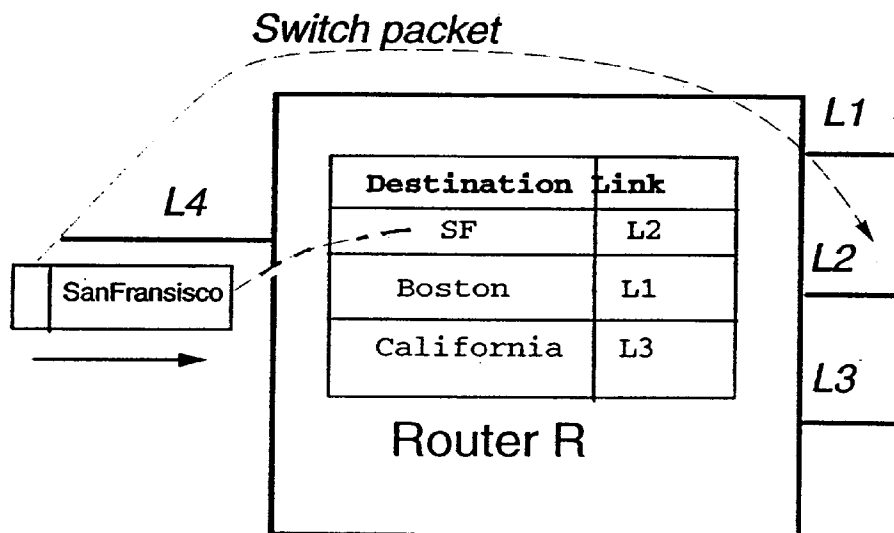 Switch packet
L1
Destination Link
L4
SF L2
L2
SanFransisco
Boston L1
California L3
L3
Router R